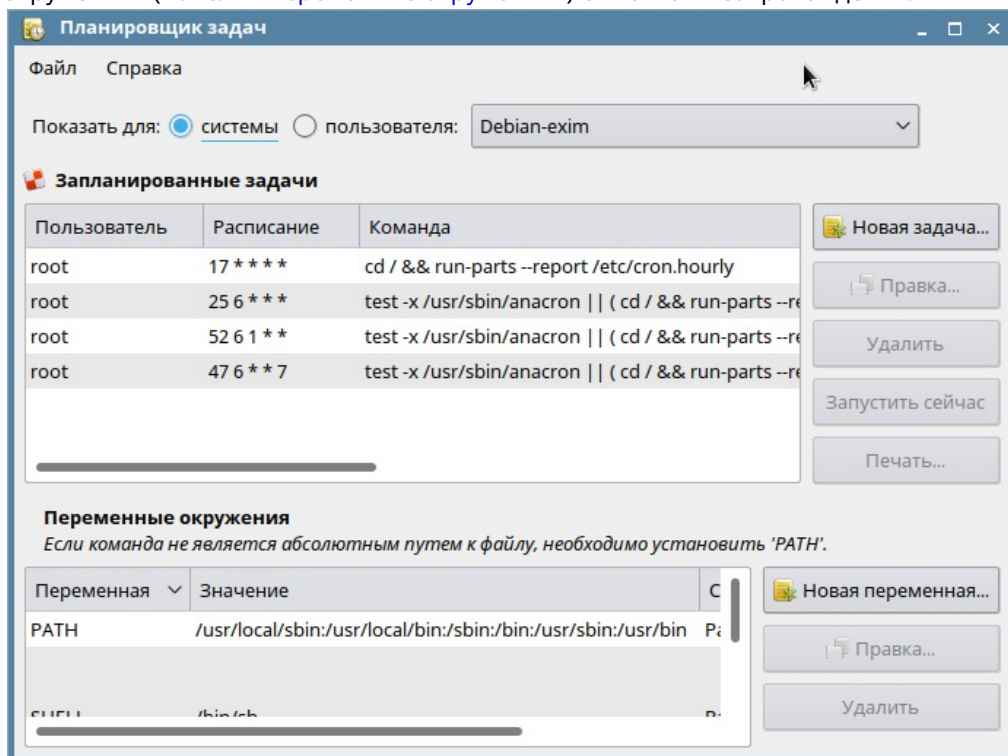 Планировщик задач
Файл Справка
Показать для: системы пользователя: Debian-exim
Запланированные задачи
Пользователь Расписание Команда Новая задача...
root 17 * * * * cd / && run-parts --report /etc/cron.hourly
Правка...
root 25 6 * * * test -x /usr/sbin/anacron || ( cd / && run-parts --re
root 52 6 1 * * test -x /usr/sbin/anacron || ( cd / && run-parts --re
Удалить
root 47 6 * * 7 test -x /usr/sbin/anacron || ( cd / && run-parts --re
Запустить сейчас
Печать...
Переменные окружения
Если команда не является абсолютным путем к файлу, необходимо установить 'PATH'.
Переменная Значение С Новая переменная...
PATH /usr/local/sbin:/usr/local/bin:/sbin:/bin:/usr/sbin:/usr/bin Ра
Правка...
SHELL /bin/sh
Удалить